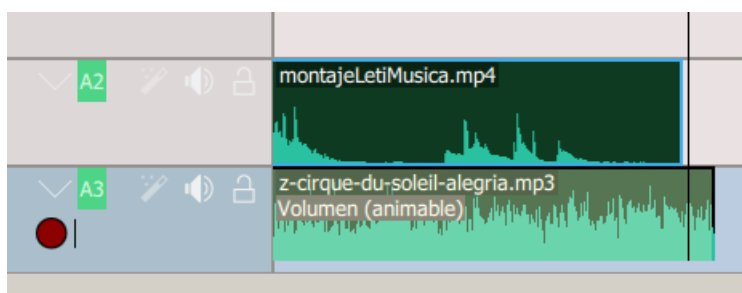 A2
montajeLetiMusica.mp4
A3
z-cirque-du-soleil-alegria.mp3
Volumen (animable)